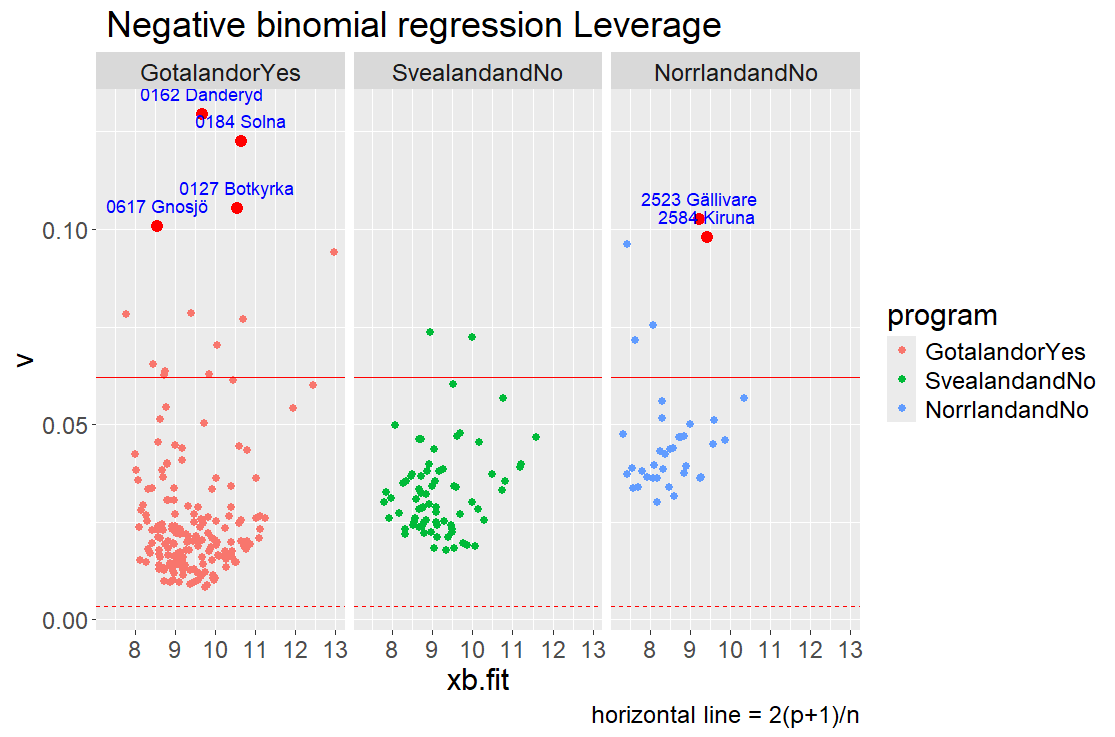 Negative binomial regression Leverage
GotalandorYes
SvealandandNo
NorrlandandNo
0162 Danderyd
0184 Solna
0127 Botkyrka
0617 Gnosjö
2523 Gällivare
2584 Kiruna
v
0.10
0.05
0.00
8 9 10 11 12 13
8 9 10 11 12 13
8 9 10 11 12 13
xb.fit
horizontal line = 2(p+1)/n
program
GotalandorYes
SvealandandNo
NorrlandandNo